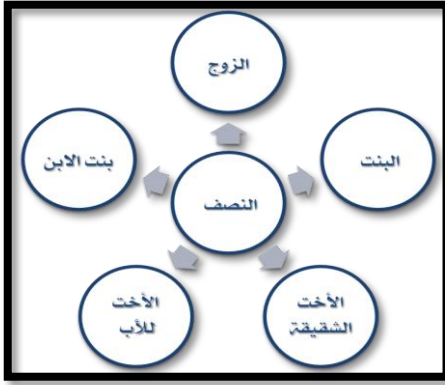 الزوج
البنت
بنت الابن
النصف
الأخت
الشقيقة
الأخت
للأب